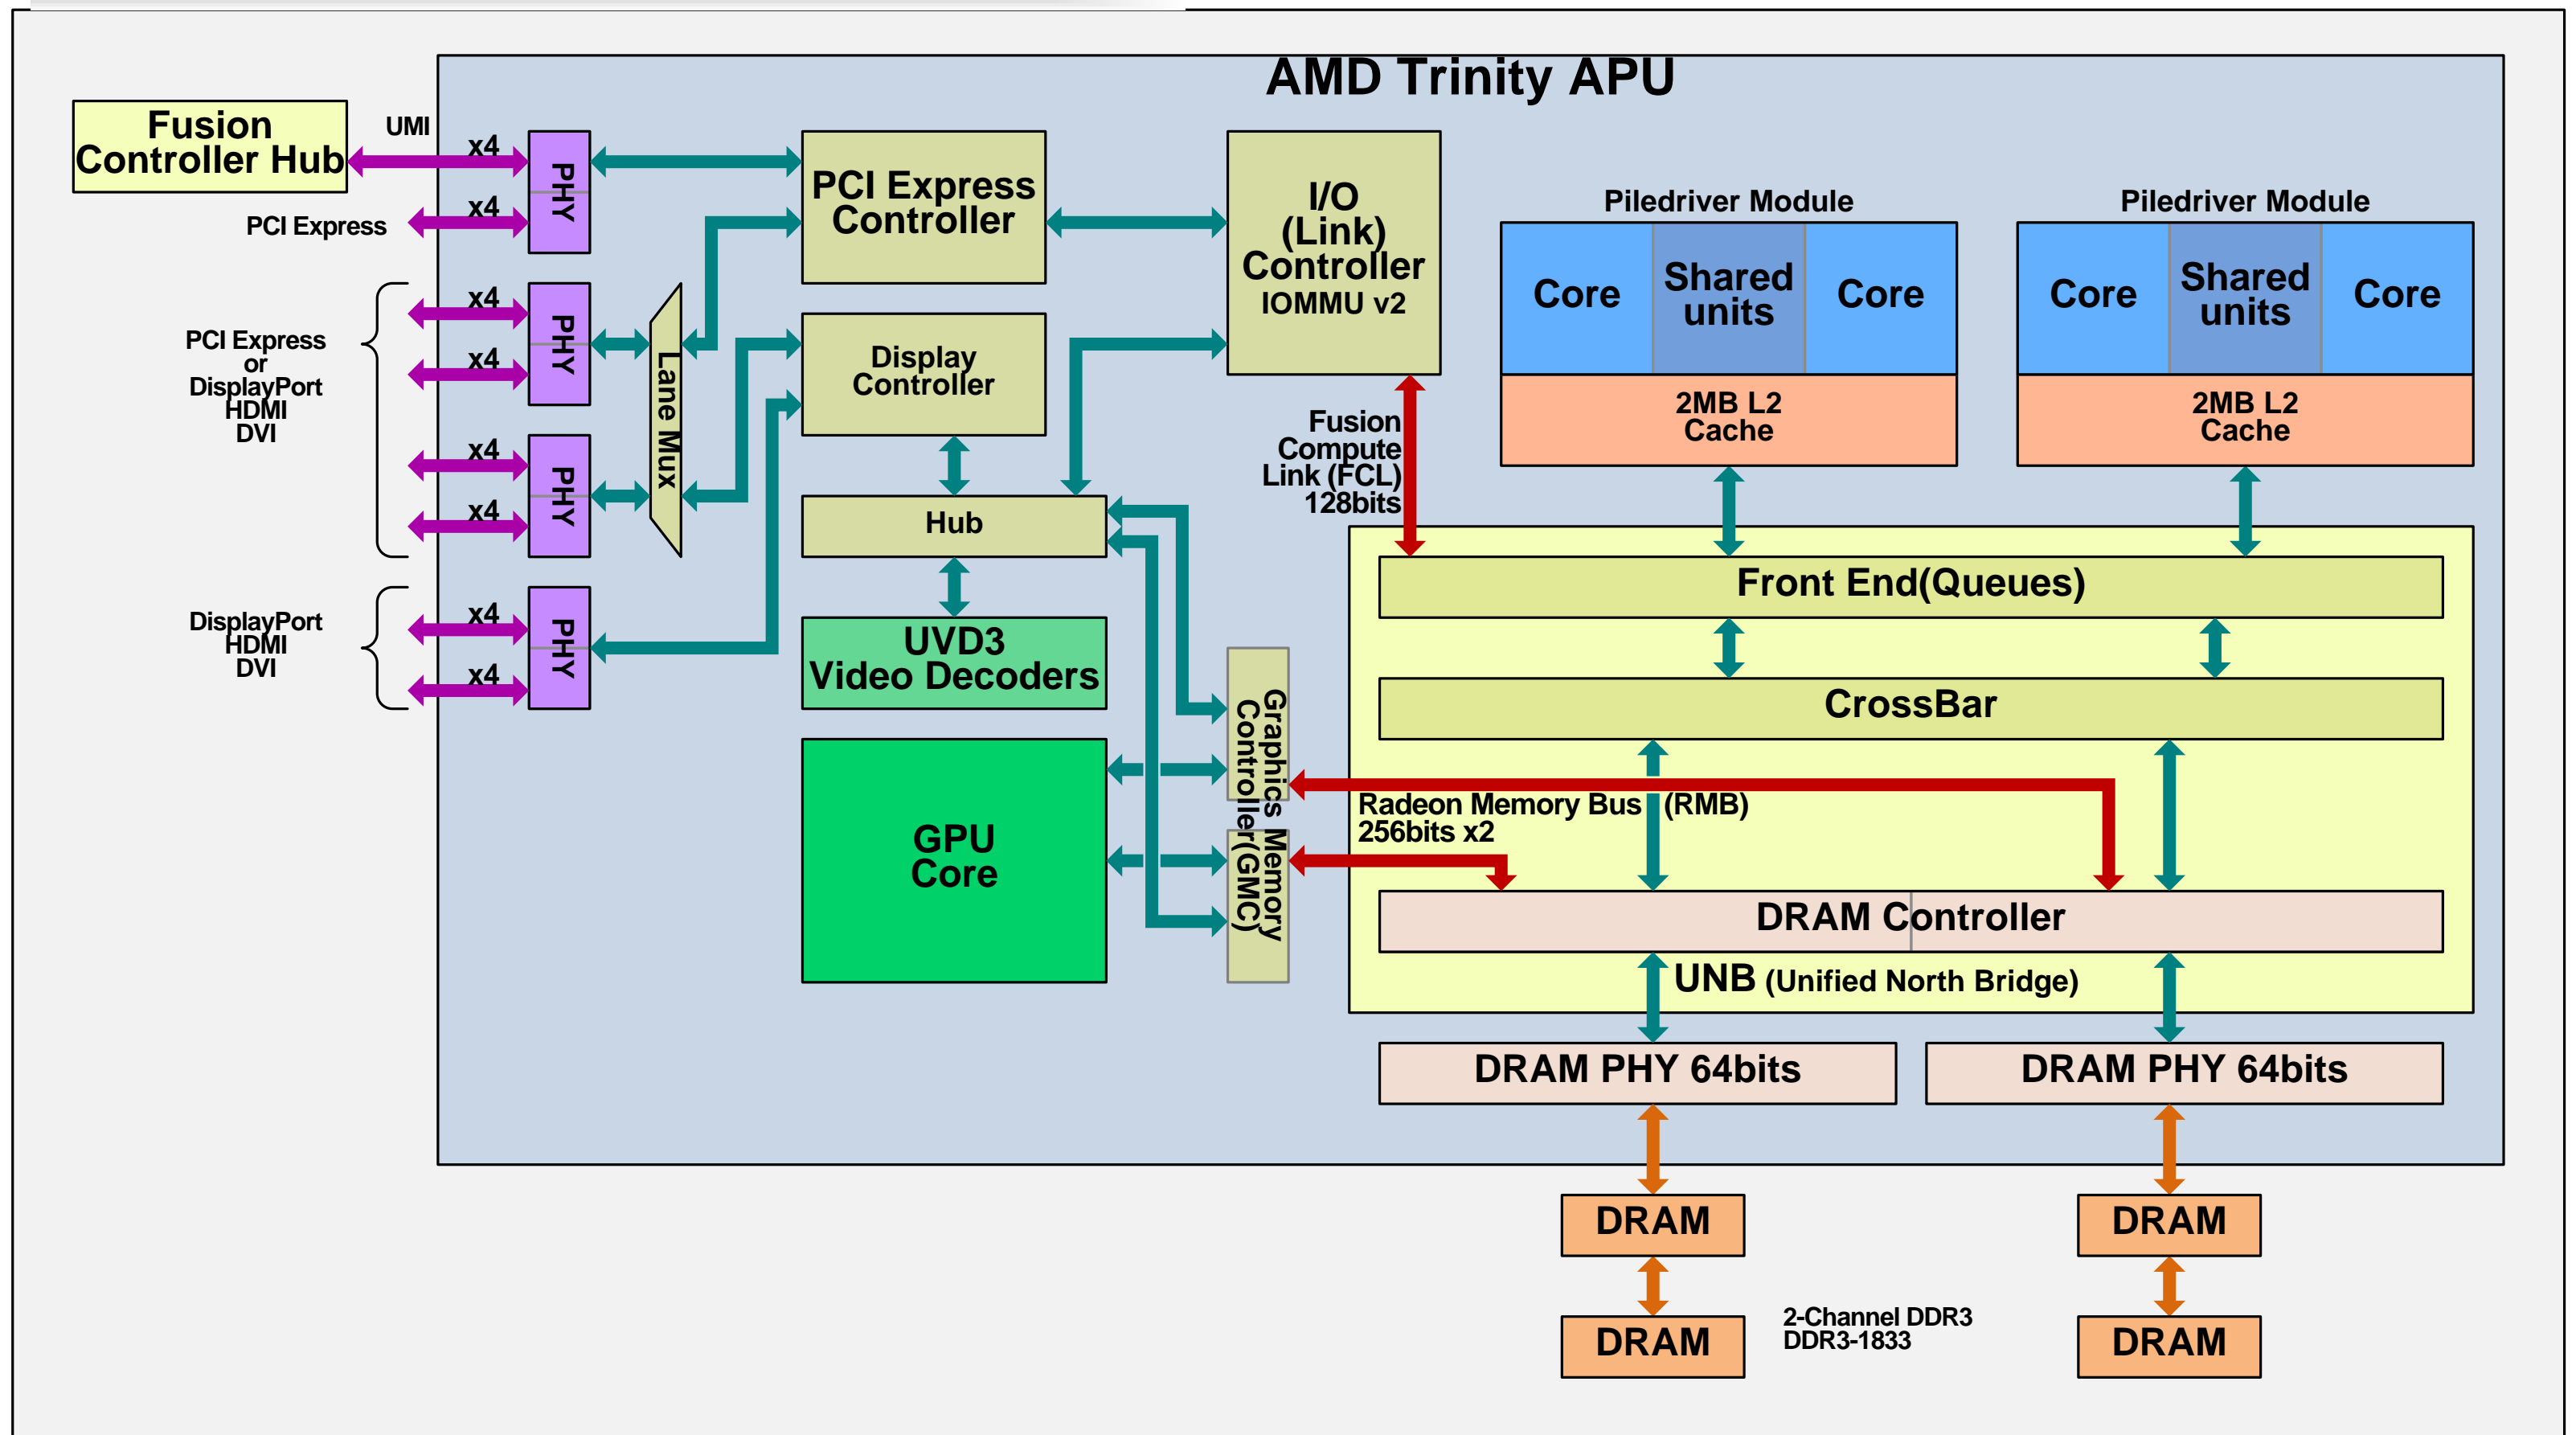 AMD Trinity APU
Fusion
Controller Hub
UMI
x4
x4
PHY
PCI Express
PCI Express
Controller
I/O
(Link)
Controller
IOMMU v2
Piledriver Module
Core
Shared
units
Core
2MB L2
Cache
Piledriver Module
Core
Shared
units
Core
2MB L2
Cache
PCI Express
or
DisplayPort
HDMI
DVI
x4
x4
PHY
x4
x4
PHY
Lane Mux
Display
Controller
Hub
Fusion
Compute
Link (FCL)
128bits
DisplayPort
HDMI
DVI
x4
x4
PHY
UVD3
Video Decoders
GPU
Core
Graphics Memory
Controller(GMC)
Front End(Queues)
CrossBar
Radeon Memory Bus (RMB)
256bits x2
DRAM Controller
UNB (Unified North Bridge)
DRAM PHY 64bits
DRAM PHY 64bits
DRAM
DRAM
DRAM
2-Channel DDR3
DDR3-1833
DRAM